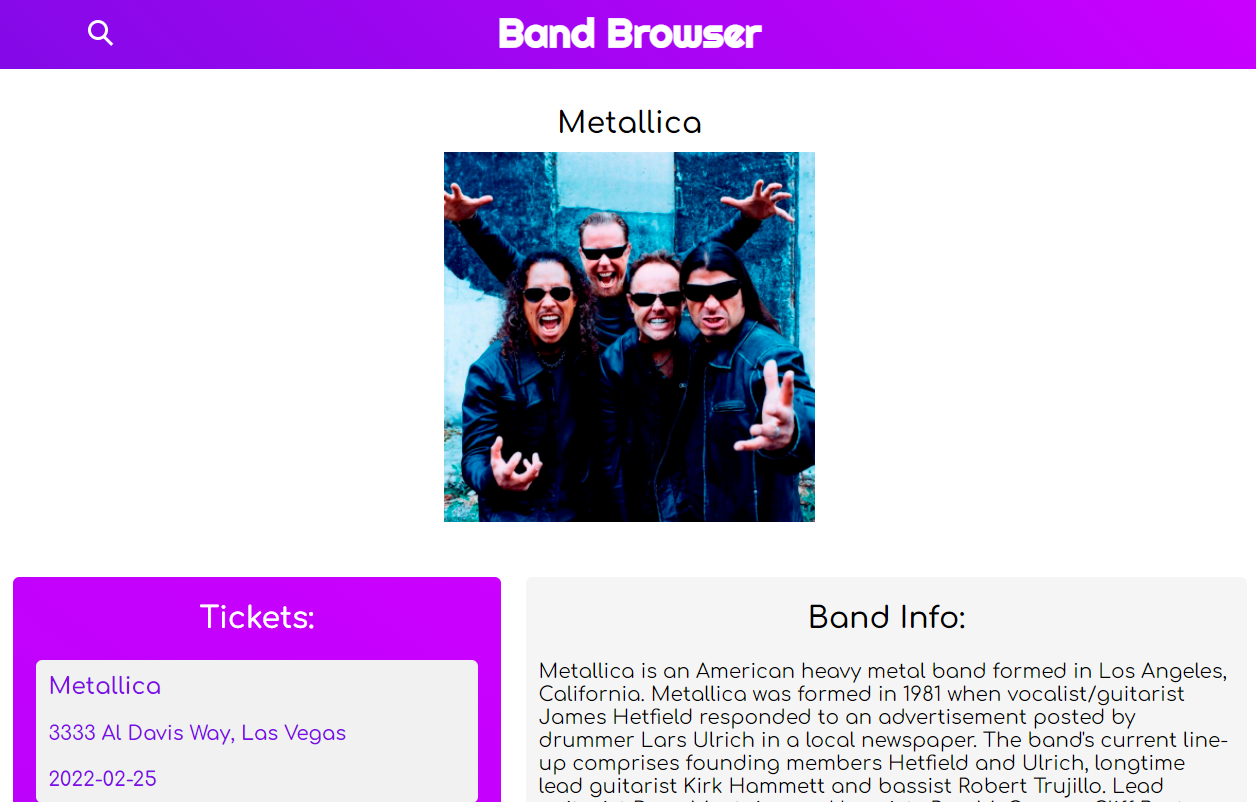 Band Browser
Metallica
Tickets:
Metallica
3333 Al Davis Way, Las Vegas
2022-02-25
Band Info:
Metallica is an American heavy metal band formed in Los Angeles,
California. Metallica was formed in 1981 when vocalist/guitarist
James Hetfield responded to an advertisement posted by
drummer Lars Ulrich in a local newspaper. The band's current line-
up comprises founding members Hetfield and Ulrich, longtime
lead guitarist Kirk Hammett and bassist Robert Trujillo. Lead